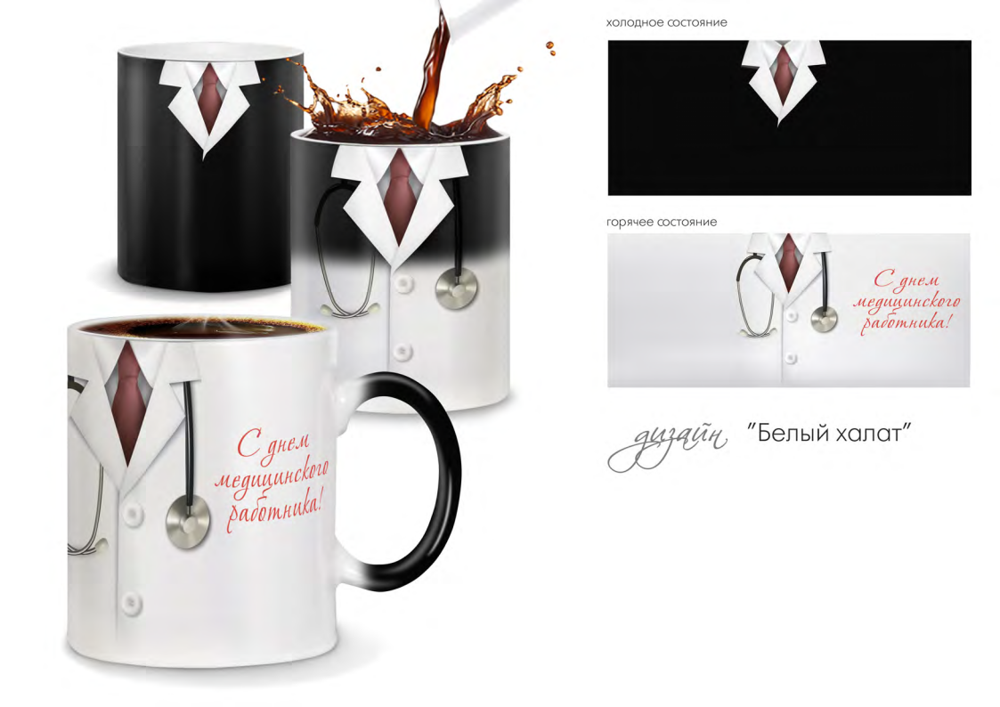 холодное состояние
горячее состояние
С днем
медицинского
работника!
дизайн "Белый халат"
С днем
медицинского
работника!